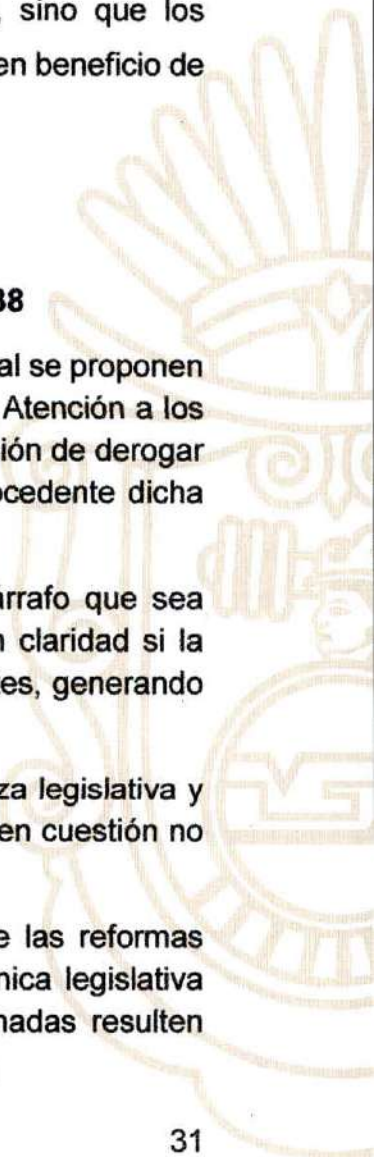 sino que los
en beneficio de
38
al se proponen
Atención a los
ión de derogar
ocedente dicha
árrafo que sea
n claridad si la
es, generando
za legislativa y
en cuestión no
e las reformas
nica legislativa
nadas resulten
31